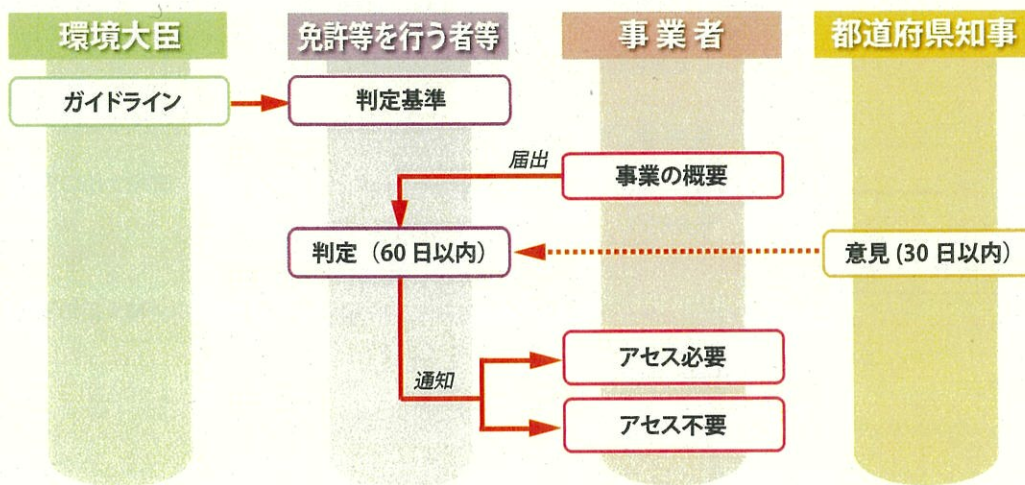 環境大臣
免許等を行う者等
事業者
都道府県知事
ガイドライン
判定基準
届出
事業の概要
判定（60日以内）
意見（30日以内）
アセス必要
通知
アセス不要